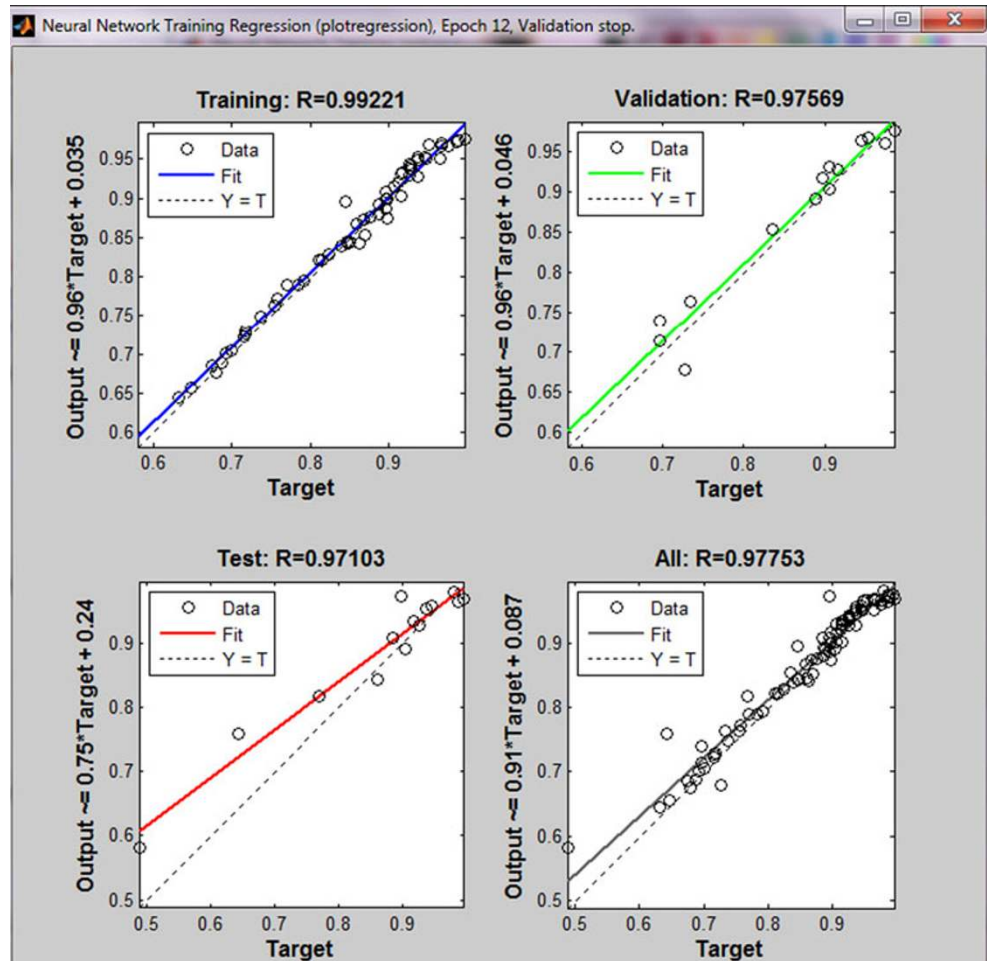 Neural Network Training Regression (plotregression), Epoch 12, Validation stop.
Training: R=0.99221
Output ~= 0.96*Target + 0.035
Data
Fit
Y = T
0.95
0.9
0.85
0.8
0.75
0.7
0.65
0.6
0.6 0.7 0.8 0.9
Target
Validation: R=0.97569
Output ~= 0.96*Target + 0.046
Data
Fit
Y = T
0.95
0.9
0.85
0.8
0.75
0.7
0.65
0.6
0.6 0.7 0.8 0.9
Target
Test: R=0.97103
Output ~= 0.75*Target + 0.24
Data
Fit
Y = T
0.9
0.8
0.7
0.6
0.5
0.5 0.6 0.7 0.8 0.9
Target
All: R=0.97753
Output ~= 0.91*Target + 0.087
Data
Fit
Y = T
0.9
0.8
0.7
0.6
0.5
0.5 0.6 0.7 0.8 0.9
Target